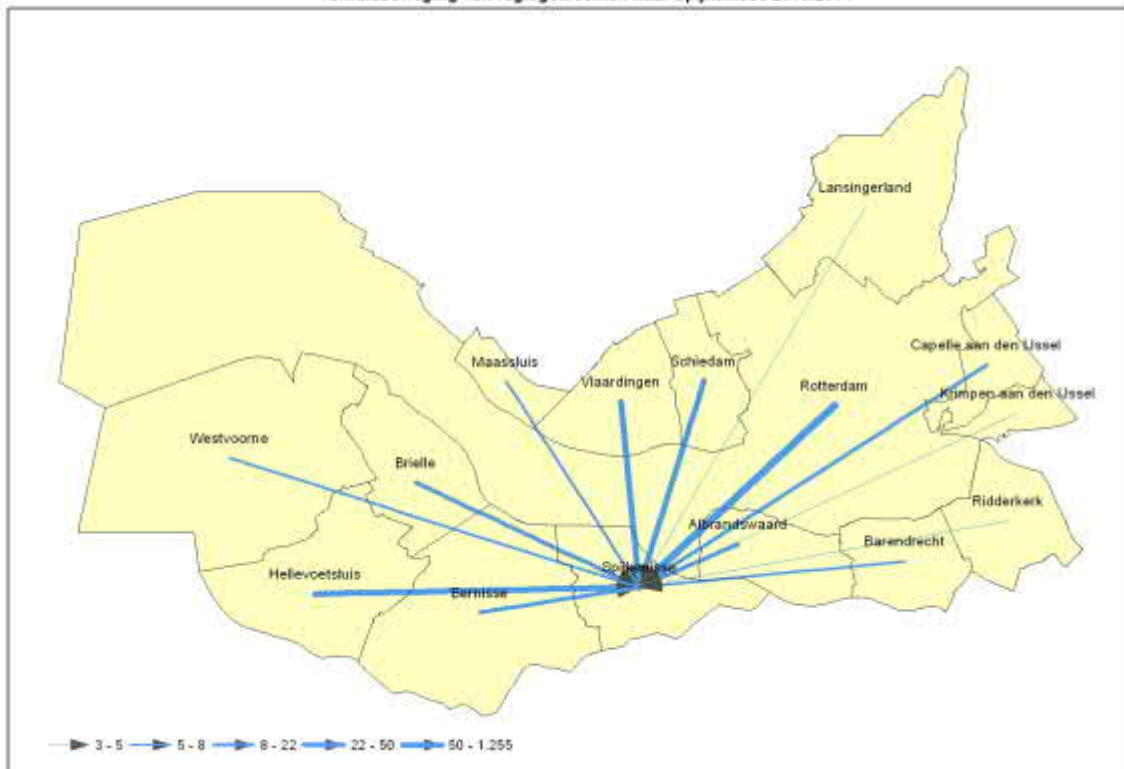 Lansingerland
Capelle aan den IJssel
Maassluis
Schiedam
Vlaardingen
Rotterdam
Krimpen aan den IJssel
Westvoorne
Brielle
Ridderkerk
Albrandswaard
Barendrecht
Spijkenisse
Hellevoetsluis
Bernisse
3 - 5 5 - 8 8 - 22 22 - 50 50 - 1.255